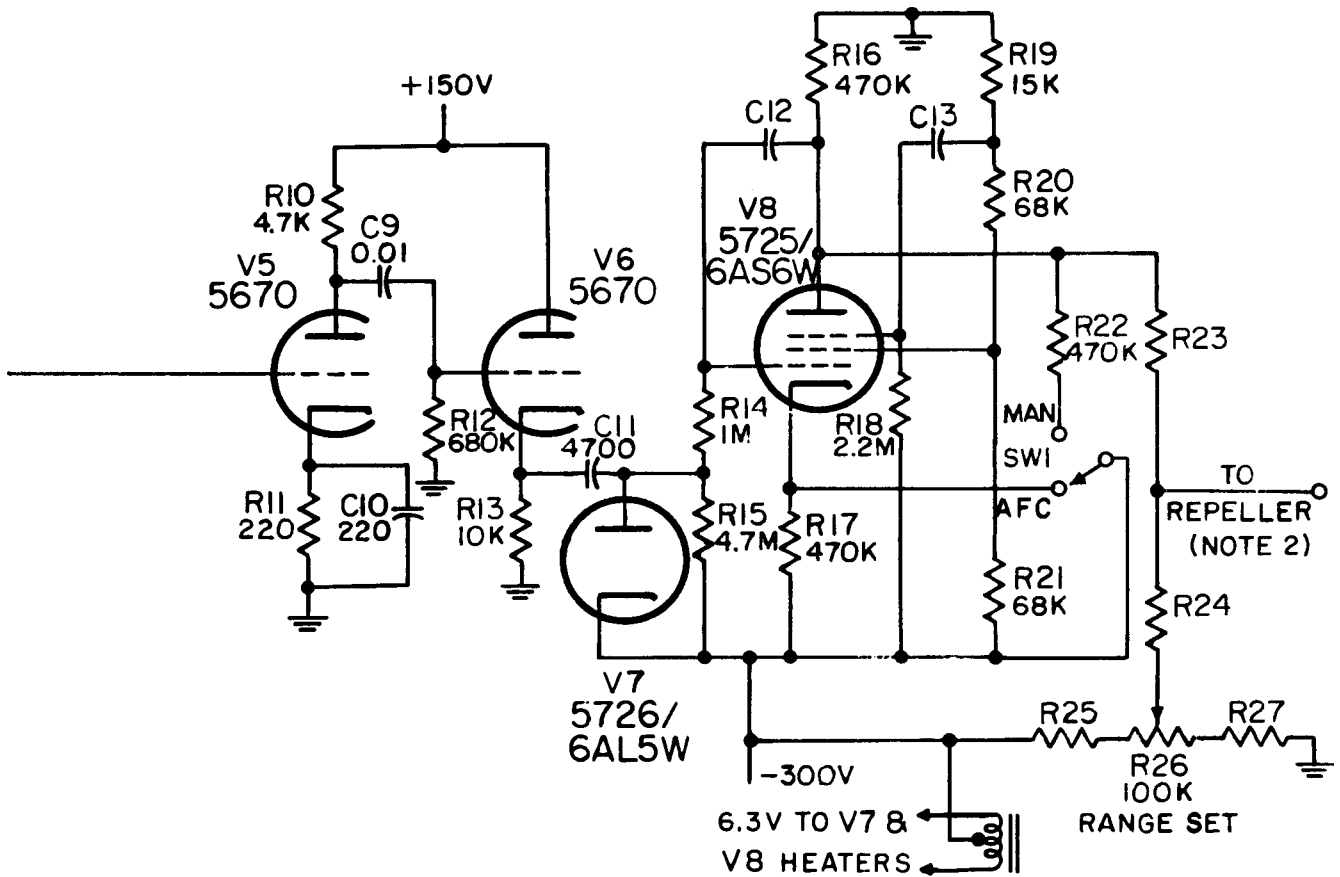 +150V
R10
4.7K
C9
0.01
V5
5670
V6
5670
R11
220
C10
220
R12
680K
R13
10K
C11
4700
V7
5726/
6AL5W
C12
R16
470K
C13
R19
15K
R20
68K
V8
5725/
6AS6W
R14
1M
R15
4.7M
R17
470K
R18
2.2M
R21
68K
R22
470K
R23
MAN
SW1
AFC
TO
REPELLER
(NOTE 2)
R24
R25
R26
100K
RANGE SET
R27
-300V
6.3V TO V7 &
V8 HEATERS